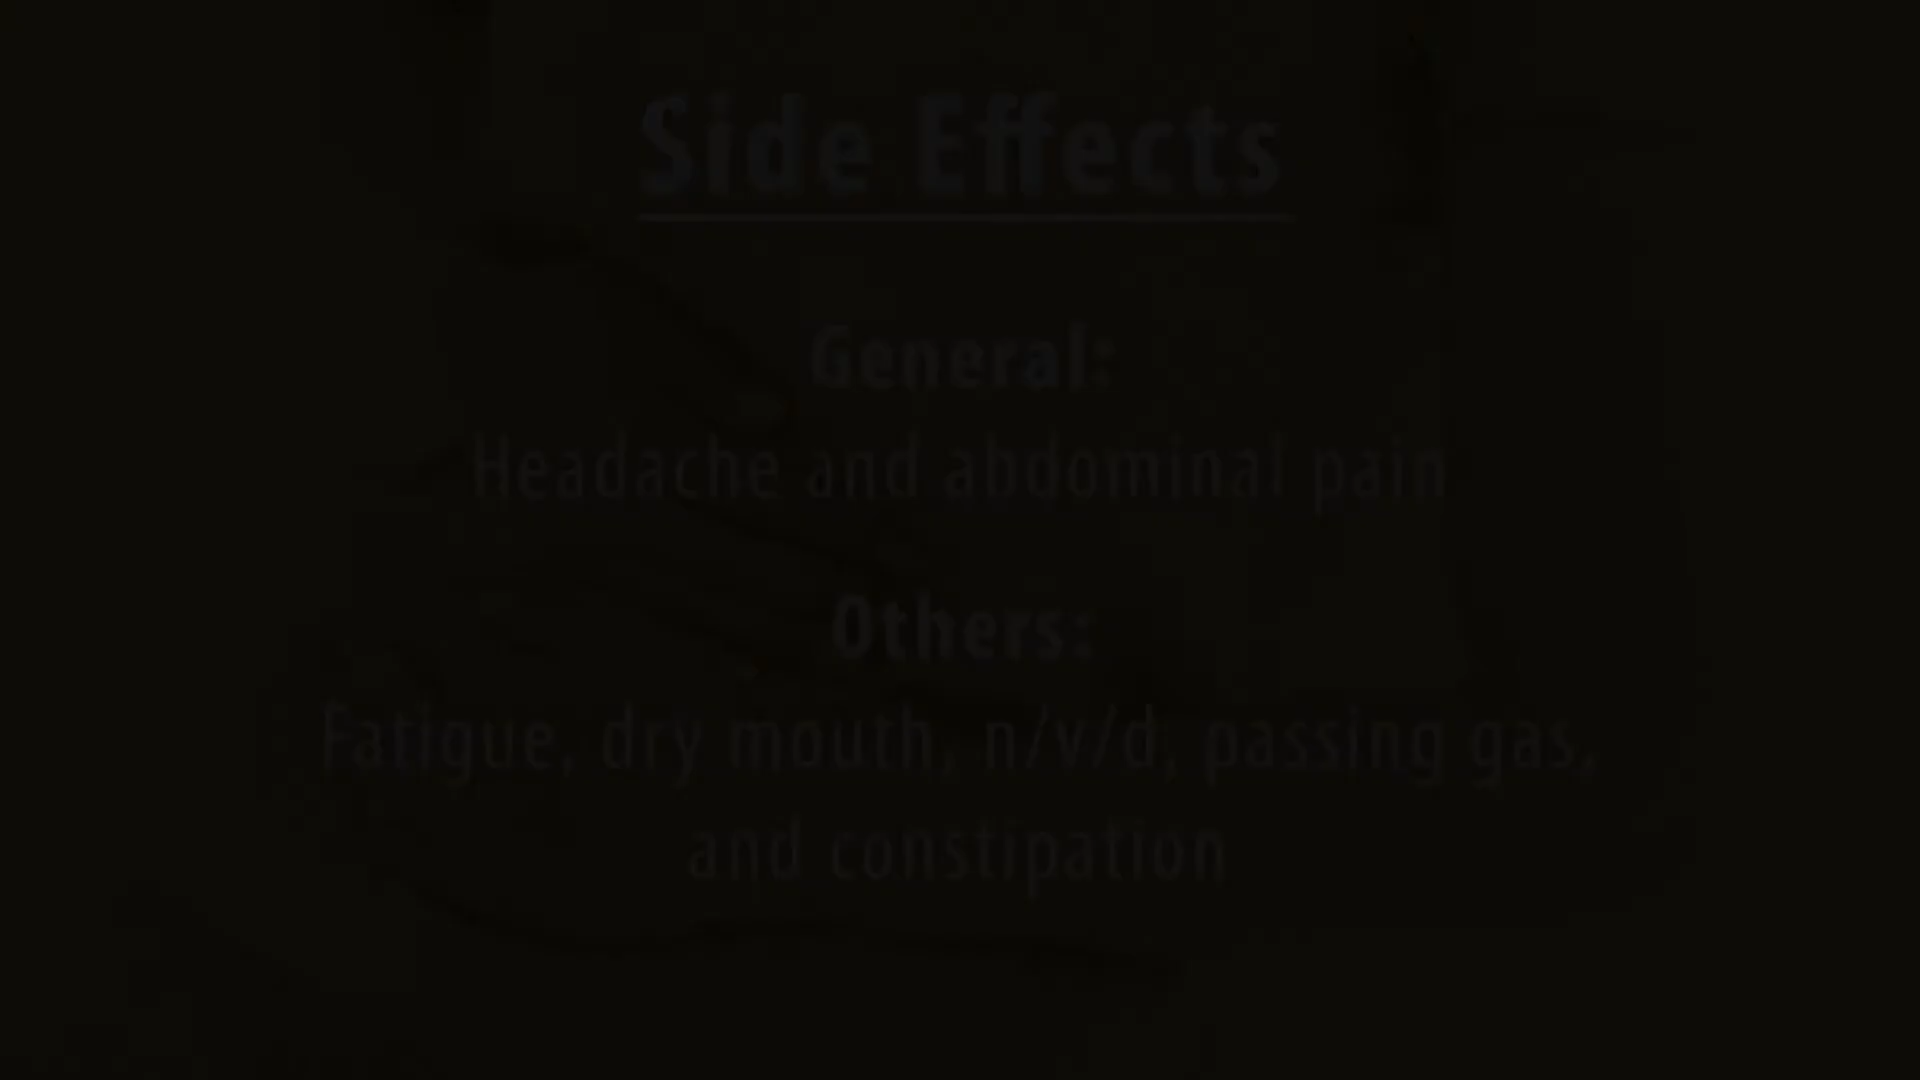 Side Effects
General:
Headache and abdominal pain
Others:
Fatigue, dry mouth, n/v/d, passing gas,
and constipation